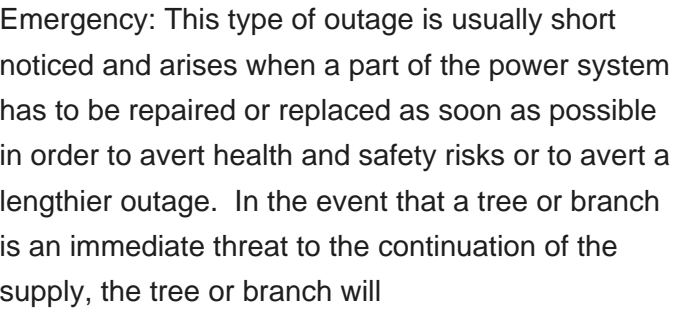 Emergency: This type of outage is usually short
noticed and arises when a part of the power system
has to be repaired or replaced as soon as possible
in order to avert health and safety risks or to avert a
lengthier outage.  In the event that a tree or branch
is an immediate threat to the continuation of the
supply, the tree or branch will